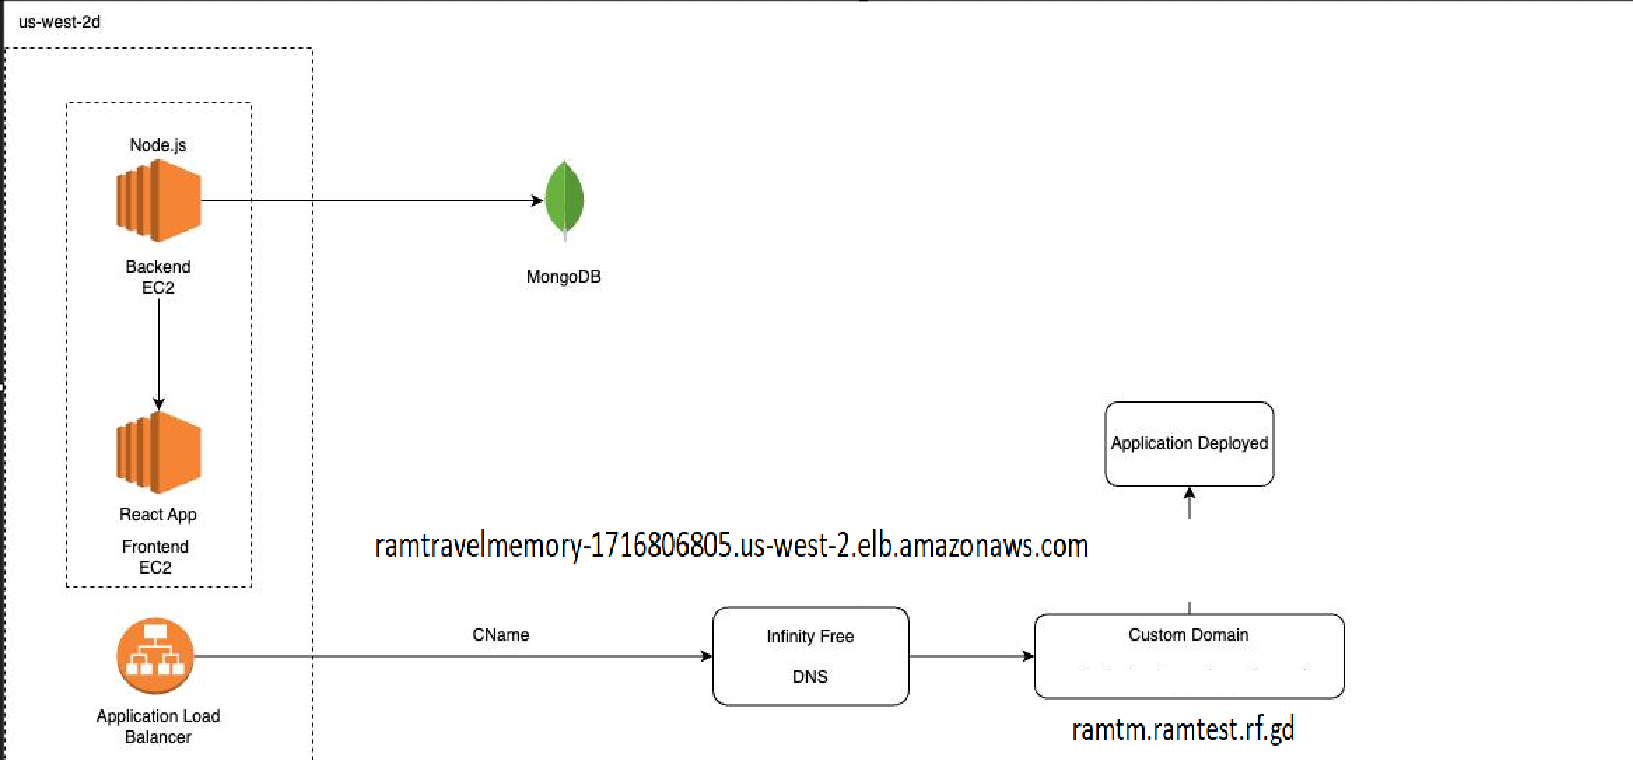 us-west-2d
Node.js
Backend
EC2
MongoDB
React App
Frontend
EC2
Application Deployed
ramtravelmemory-1716806805.us-west-2.elb.amazonaws.com
CName
Infinity Free
DNS
Custom Domain
Application Load
Balancer
ramtm.ramtest.rf.gd